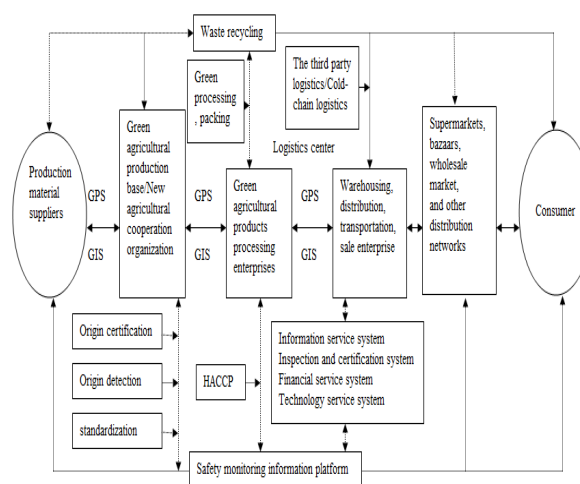 Waste recycling
Green
processing
, packing
The third party
logistics/Cold-
chain logistics
Logistics center
Production
material
suppliers
GPS
GIS
Green
agricultural
production
base/New
agricultural
cooperation
organization
GPS
GIS
Green
agricultural
products
processing
enterprises
GPS
GIS
Warehousing,
distribution,
transportation,
sale enterprise
Supermarkets,
bazaars,
wholesale
market,
and other
distribution
networks
Consumer
Origin certification
Origin detection
standardization
HACCP
Information service system
Inspection and certification system
Financial service system
Technology service system
Safety monitoring information platform